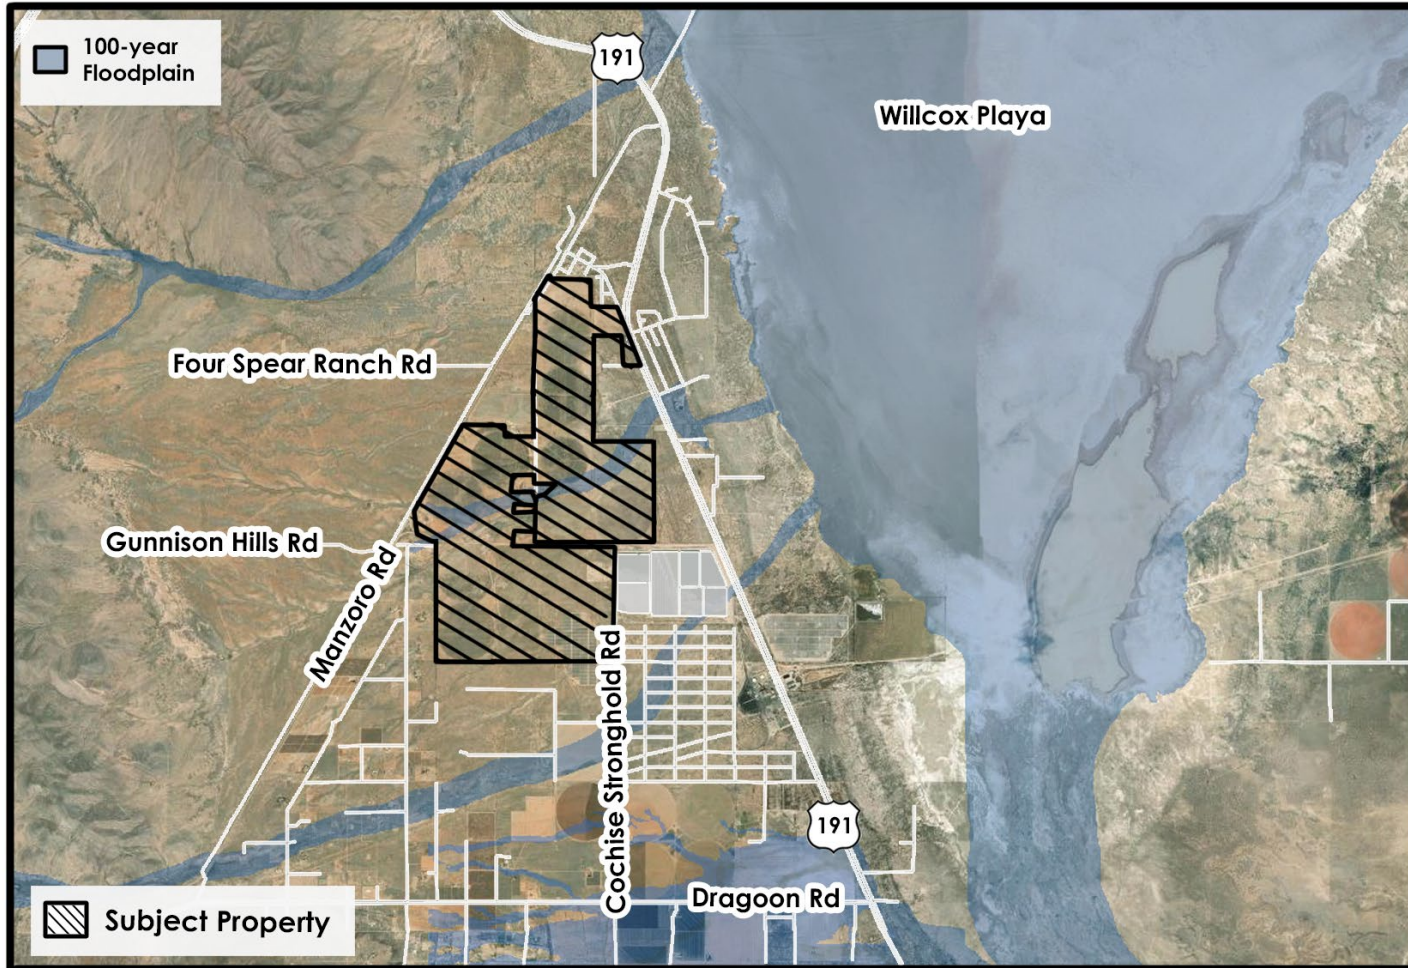 100-year
Floodplain
191
Willcox Playa
Four Spear Ranch Rd
Gunnison Hills Rd
Manzoro Rd
Cochise Stronghold Rd
191
Dragoon Rd
Subject Property